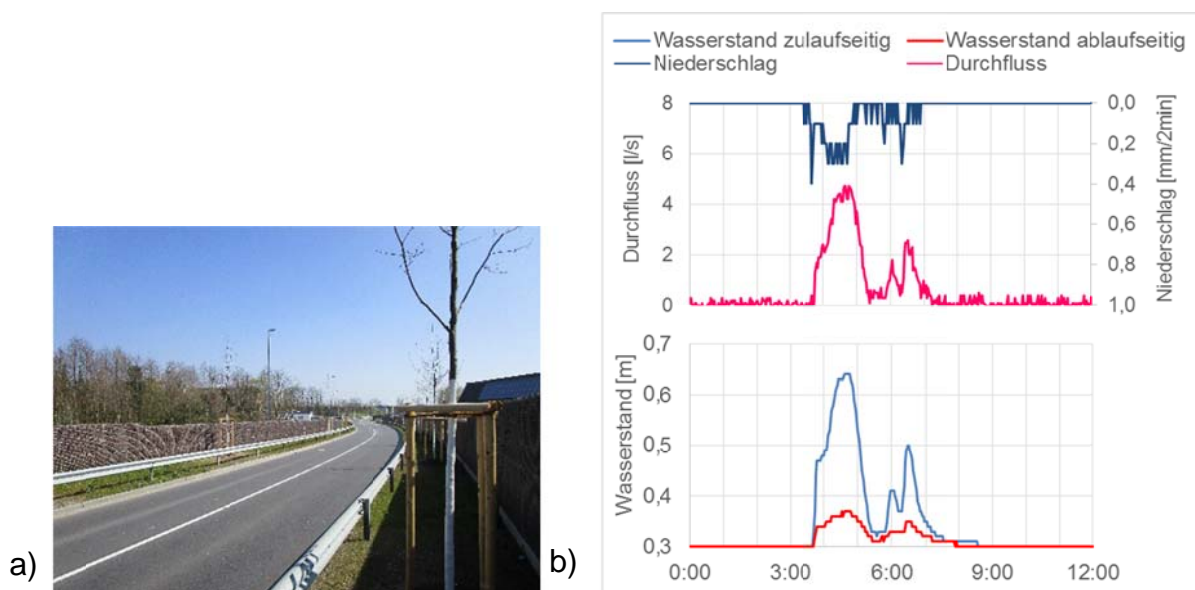 Wasserstand zulaufseitig
Wasserstand ablaufseitig
Niederschlag
Durchfluss
8
6
4
2
0
Durchfluss [l/s]
0,0
0,2
0,4
0,6
0,8
1,0
Niederschlag [mm/2min]
0,7
0,6
0,5
0,4
0,3
Wasserstand [m]
0:00 3:00 6:00 9:00 12:00
a)
b)